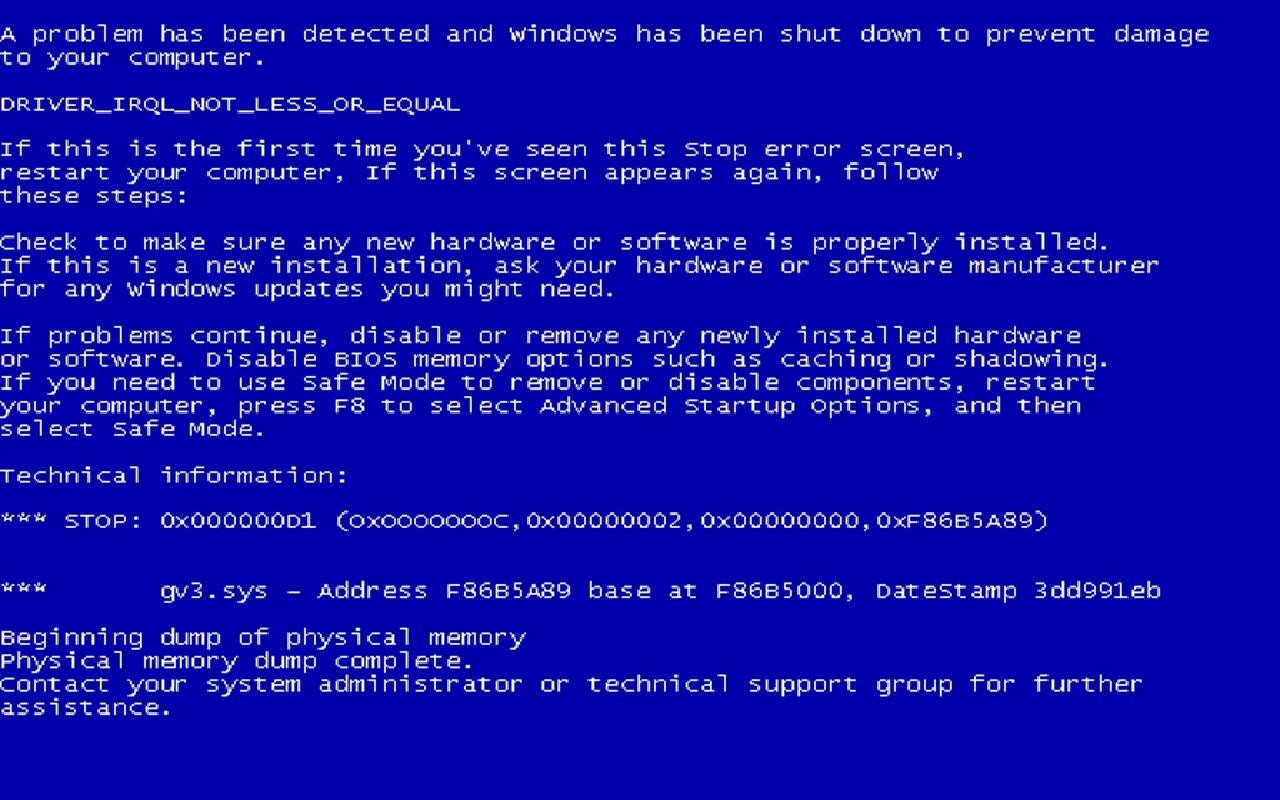 A problem has been detected and Windows has been shut down to prevent damage
to your computer.
DRIVER_IRQL_NOT_LESS_OR_EQUAL
If this is the first time you've seen this Stop error screen,
restart your computer, If this screen appears again, follow
these steps:
Check to make sure any new hardware or software is properly installed.
If this is a new installation, ask your hardware or software manufacturer
for any Windows updates you might need.
If problems continue, disable or remove any newly installed hardware
or software. Disable BIOS memory options such as caching or shadowing.
If you need to use Safe Mode to remove or disable components, restart
your computer, press F8 to select Advanced Startup Options, and then
select Safe Mode.
Technical information:
*** STOP: 0x000000D1 (0x0000000C,0x00000002,0x00000000,0xF86B5A89)
*** gv3.sys – Address F86B5A89 base at F86B5000, DateStamp 3dd991eb
Beginning dump of physical memory
Physical memory dump complete.
Contact your system administrator or technical support group for further
assistance.